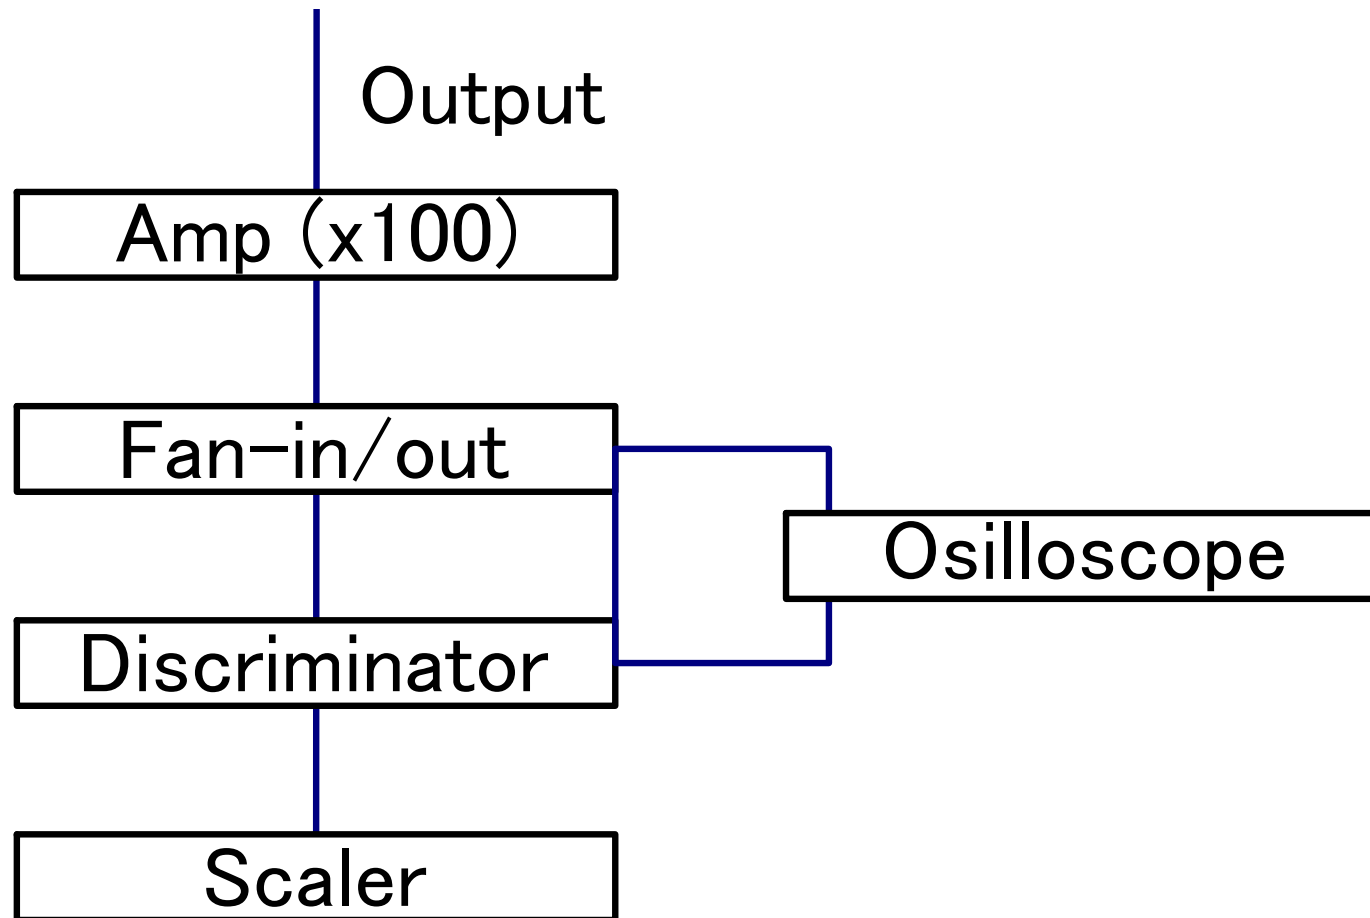 Output
Amp (x100)
Fan-in/out
Osilloscope
Discriminator
Scaler